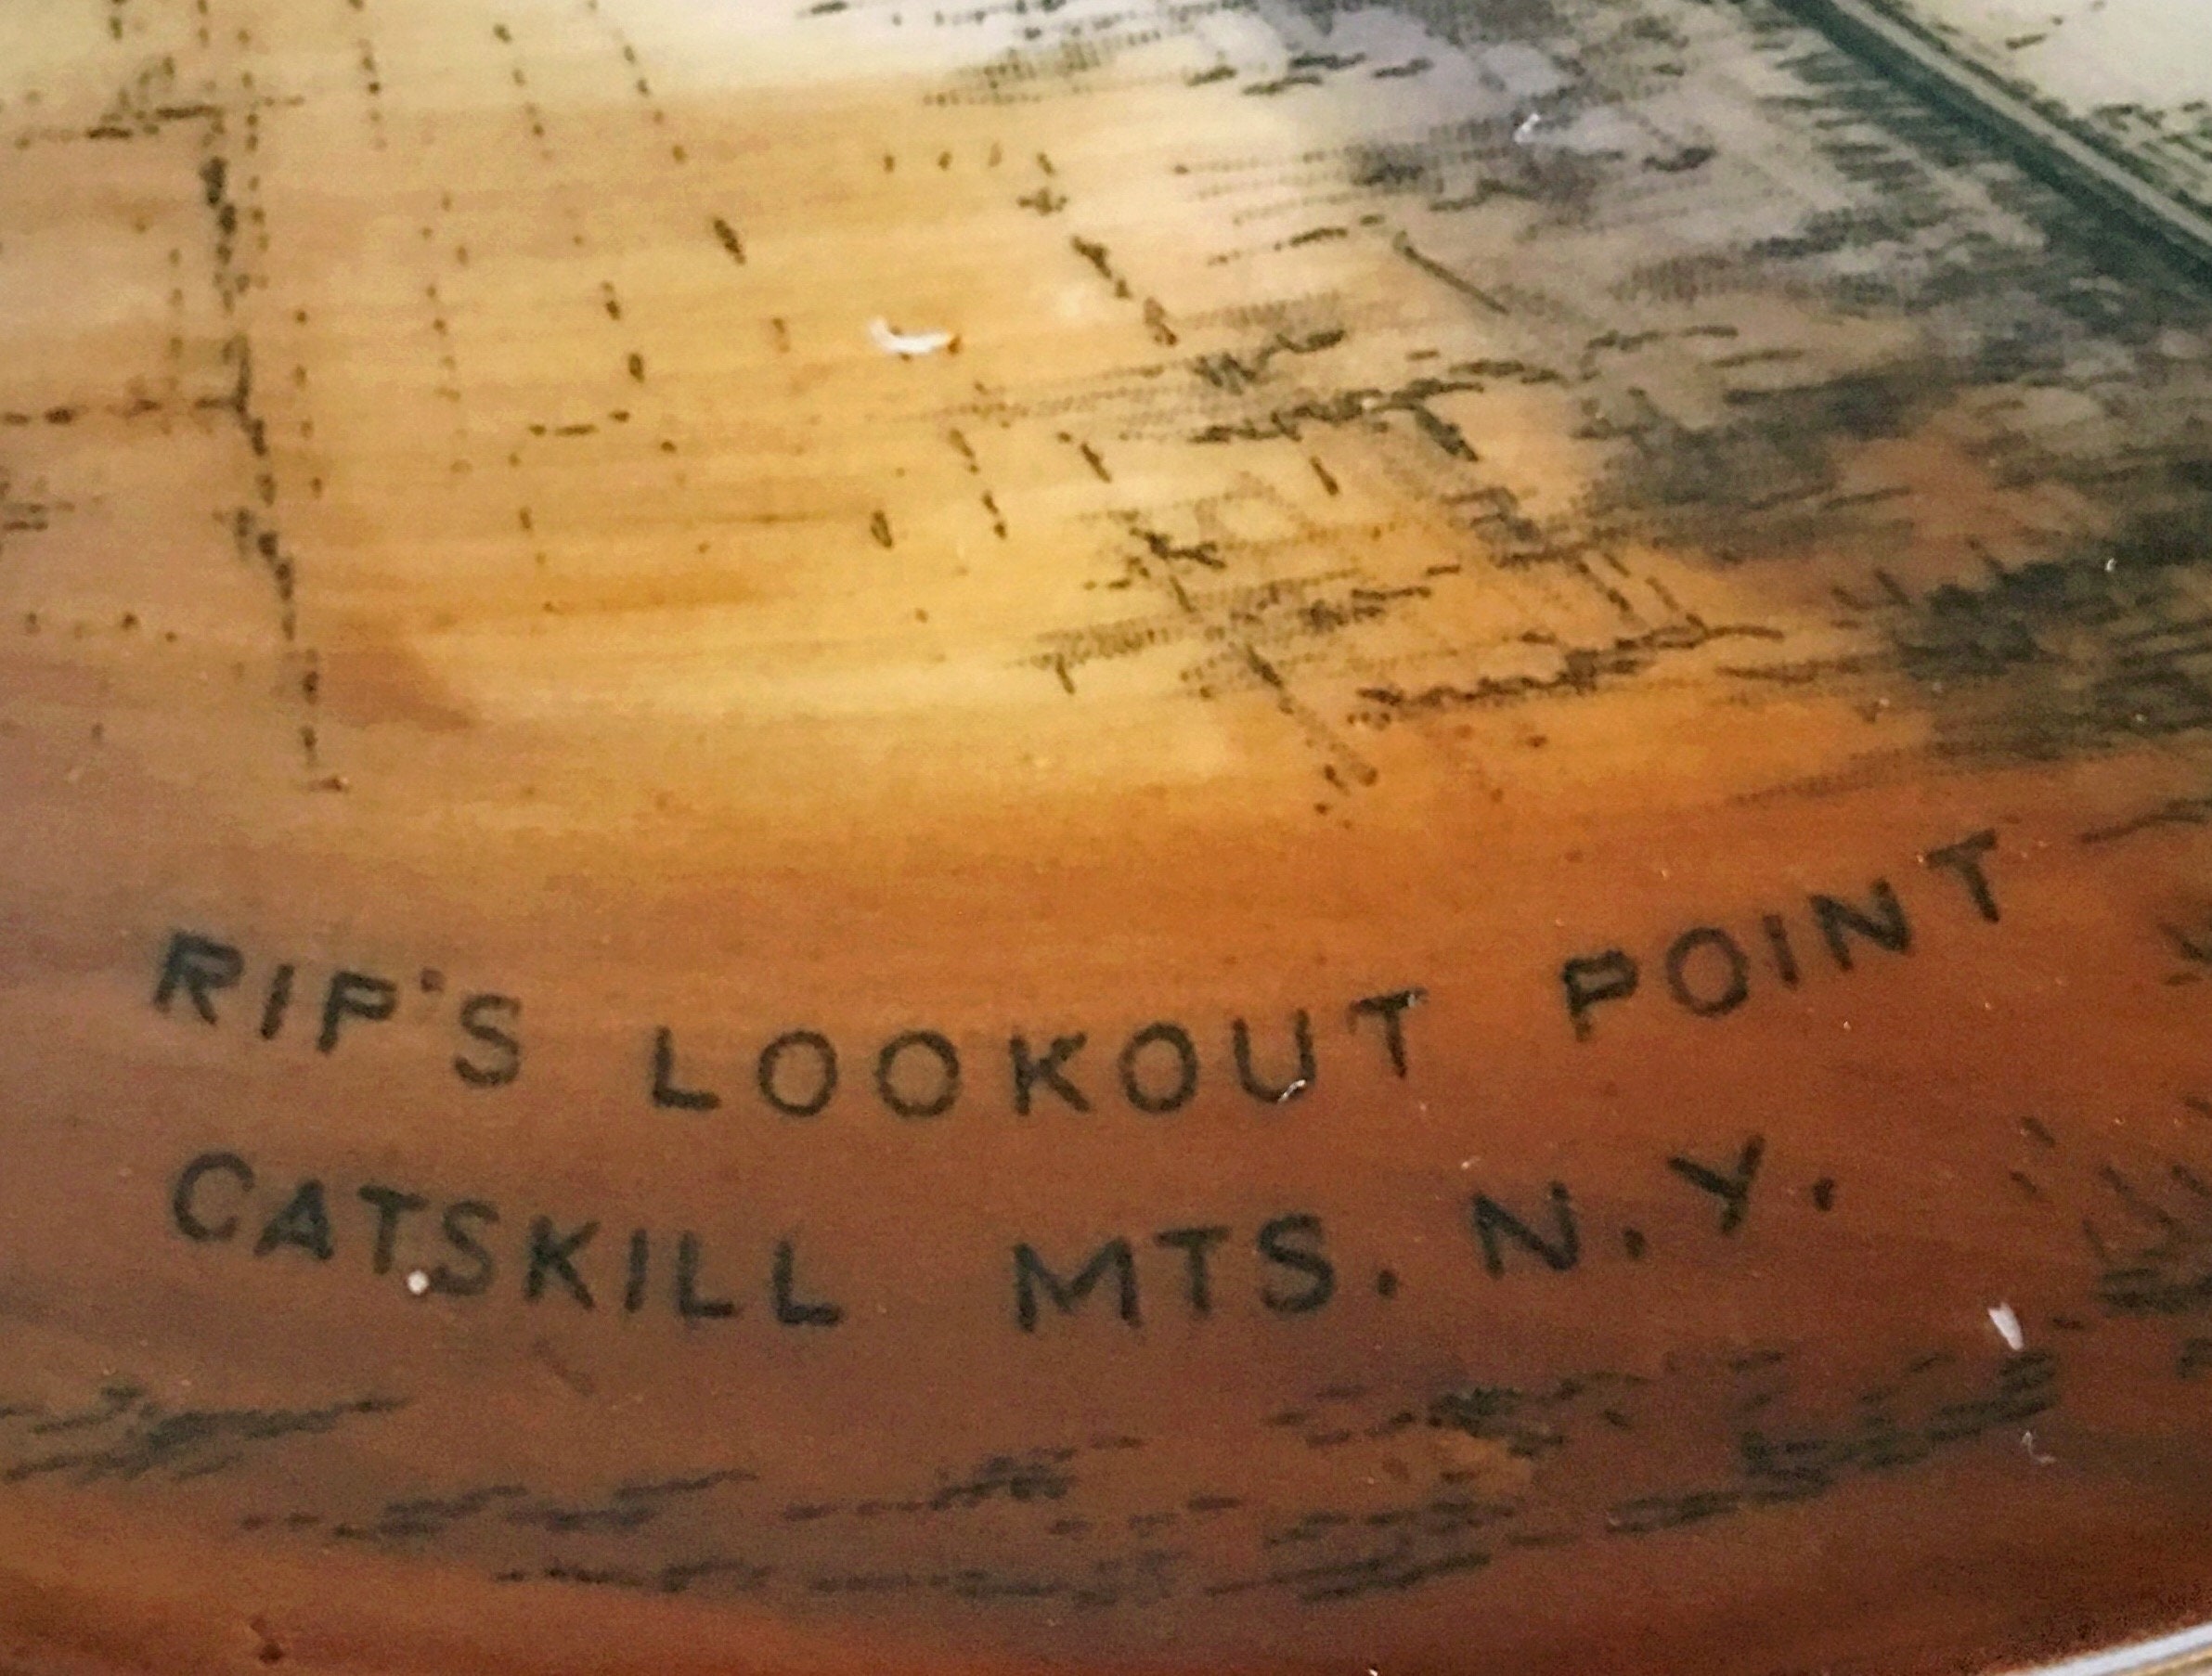 RIP'S LOOKOUT POINT
CATSKILL MTS. N.Y.